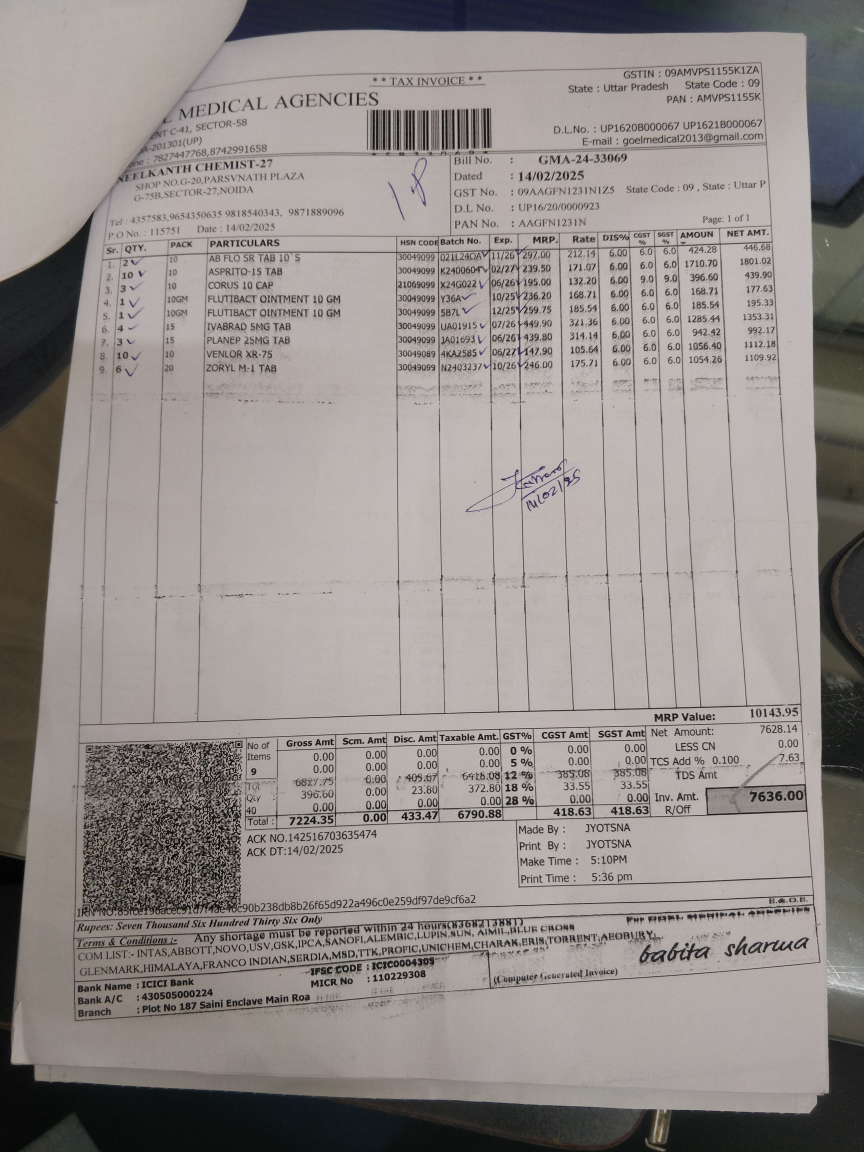 * * TAX INVOICE * *
GSTIN : 09AMVPS1155K1ZA
State : Uttar Pradesh State Code : 09
PAN : AMVPS1155K
MEDICAL AGENCIES
C-41, SECTOR-58
201301(UP)
7827447768,8742991658
D.L.No. : UP1620B000067 UP1621B000067
E-mail : goelmedical2013@gmail.com
NEELKANTH CHEMIST-27
SHOP NO.G-20,PARSVNATH PLAZA
G-75B,SECTOR-27,NOIDA
Tel : 4357583,9654350635 9818540343, 9871889096
P.O No. : 115751 Date : 14/02/2025
18
Bill No. : GMA-24-33069
Dated : 14/02/2025
GST No. : 09AAGFN1231N1Z5 State Code : 09 , State : Uttar P
D.L No. : UP16/20/0000923
PAN No. : AAGFN1231N
Page: 1 of 1
Sr. QTY. PACK PARTICULARS HSN CODE Batch No. Exp. MRP. Rate DIS% CGST % SGST % AMOUN NET AMT.
1. 2 10 AB FLO SR TAB 10`S 30049099 021L24DA 11/26 297.00 212.14 6.00 6.0 6.0 424.28 446.68
2. 10 10 ASPRITO-15 TAB 30049099 K2400604 02/27 239.50 171.07 6.00 6.0 6.0 1710.70 1801.02
3. 3 10 CORUS 10 CAP 21069099 X24G022 06/26 195.00 132.20 6.00 9.0 9.0 396.60 439.90
4. 1 10GM FLUTIBACT OINTMENT 10 GM 30049099 Y36A 10/25 236.20 168.71 6.00 6.0 6.0 168.71 177.63
5. 1 10GM FLUTIBACT OINTMENT 10 GM 30049099 5B7L 12/25 259.75 185.54 6.00 6.0 6.0 185.54 195.33
6. 4 15 IVABRAD 5MG TAB 30049099 UA01915 07/26 449.90 321.36 6.00 6.0 6.0 1285.44 1353.31
7. 3 15 PLANEP 25MG TAB 30049099 JA01693 06/26 439.80 314.14 6.00 6.0 6.0 942.42 992.17
8. 10 10 VENLOR XR-75 30049089 4KA2585 06/27 147.90 105.64 6.00 6.0 6.0 1056.40 1112.18
9. 6 20 ZORYL M-1 TAB 30049099 N2403237 10/26 246.00 175.71 6.00 6.0 6.0 1054.26 1109.92
14/02/25
MRP Value: 10143.95
No of Items 9 Gross Amt Scm. Amt Disc. Amt Taxable Amt. GST% CGST Amt SGST Amt
0.00 0.00 0.00 0.00 0 % 0.00 0.00
0.00 0.00 0.00 0.00 5 % 0.00 0.00
6827.75 0.00 409.67 6418.08 12 % 385.08 385.08
Qty 396.60 0.00 23.80 372.80 18 % 33.55 33.55
40 0.00 0.00 0.00 0.00 28 % 0.00 0.00
Total : 7224.35 0.00 433.47 6790.88 418.63 418.63
Net Amount: 7628.14
LESS CN 0.00
TCS Add % 0.100 7.63
TDS Amt
Inv. Amt. 7636.00
R/Off
ACK NO.142516703635474
ACK DT:14/02/2025
Made By : JYOTSNA
Print By : JYOTSNA
Make Time : 5:10PM
Print Time : 5:36 pm
Rupees: Seven Thousand Six Hundred Thirty Six Only
E.& O.E.
Terms & Conditions :- Any shortage must be reported within 24 hours(8368213881)
COM LIST:- INTAS,ABBOTT,NOVO,USV,GSK,IPCA,SANOFI,ALEMBIC,LUPIN,SUN, AIMIL,BLUE CROSS
GLENMARK,HIMALAYA,FRANCO INDIAN,SERDIA,MSD,TTK,PROFIC,UNICHEM,CHARAK,ERIS,TORRENT,AEOBURY,
For GOEL MEDICAL AGENCIES
babita sharma
Bank Name : ICICI Bank
IFSC CODE : ICIC0004305
Bank A/C : 430505000224
MICR No : 110229308
Branch : Plot No 187 Saini Enclave Main Roa
(Computer Generated Invoice)